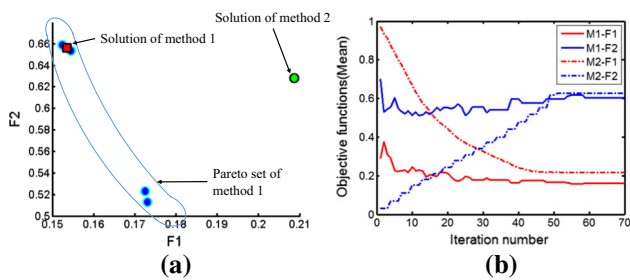 Solution of method 2
0.66
Solution of method 1
0.64
0.62
0.6
0.58
0.56
0.54
0.52
0.5
F2
Pareto set of
method 1
0.15 0.16 0.17 0.18 0.19 0.2 0.21
F1
(a)
1
0.8
0.6
0.4
0.2
0
Objective functions(Mean)
M1-F1
M1-F2
M2-F1
M2-F2
0 10 20 30 40 50 60 70
Iteration number
(b)